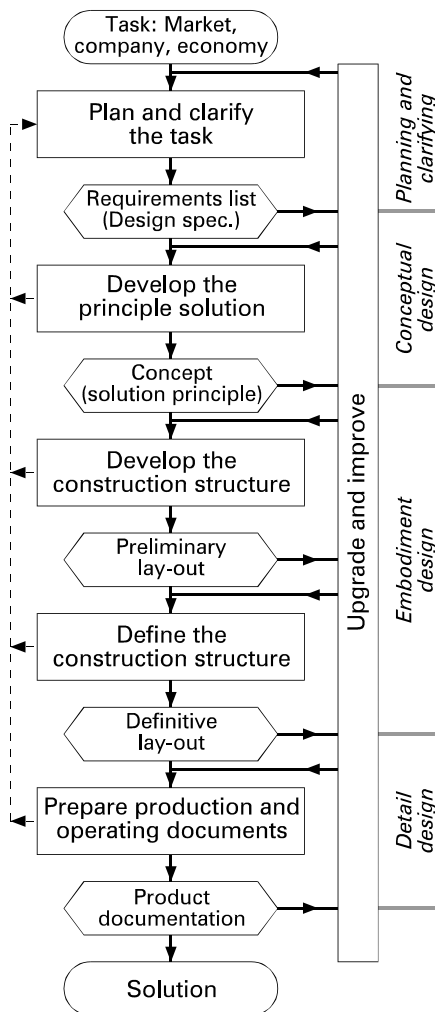 Task: Market,
company, economy
Plan and clarify
the task
Requirements list
(Design spec.)
Develop the
principle solution
Concept
(solution principle)
Develop the
construction structure
Preliminary
lay-out
Define the
construction structure
Definitive
lay-out
Prepare production and
operating documents
Product
documentation
Solution
Upgrade and improve
Planning and
clarifying
Conceptual
design
Embodiment
design
Detail
design